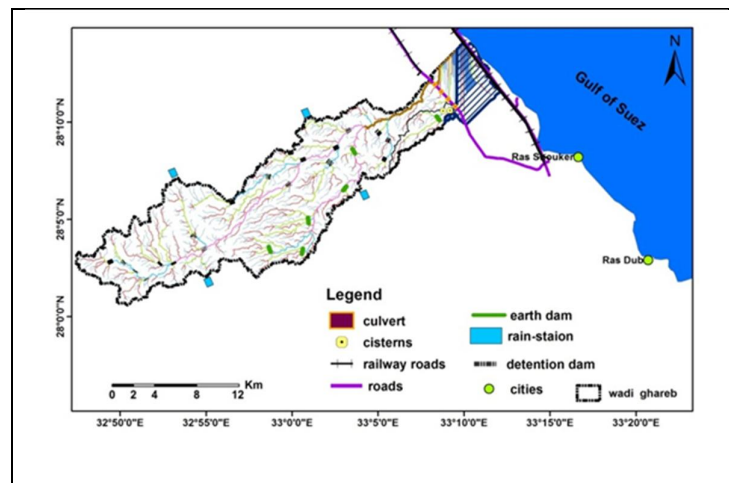 N
Gulf of Suez
28°10'0"N
28°5'0"N
28°0'0"N
Ras Shouker
Ras Dub
Legend
culvert
cisterns
railway roads
roads
earth dam
rain-staion
detention dam
cities
wadi ghareb
0 2 4 8 12 Km
32°50'0"E 32°55'0"E 33°0'0"E 33°5'0"E 33°10'0"E 33°15'0"E 33°20'0"E